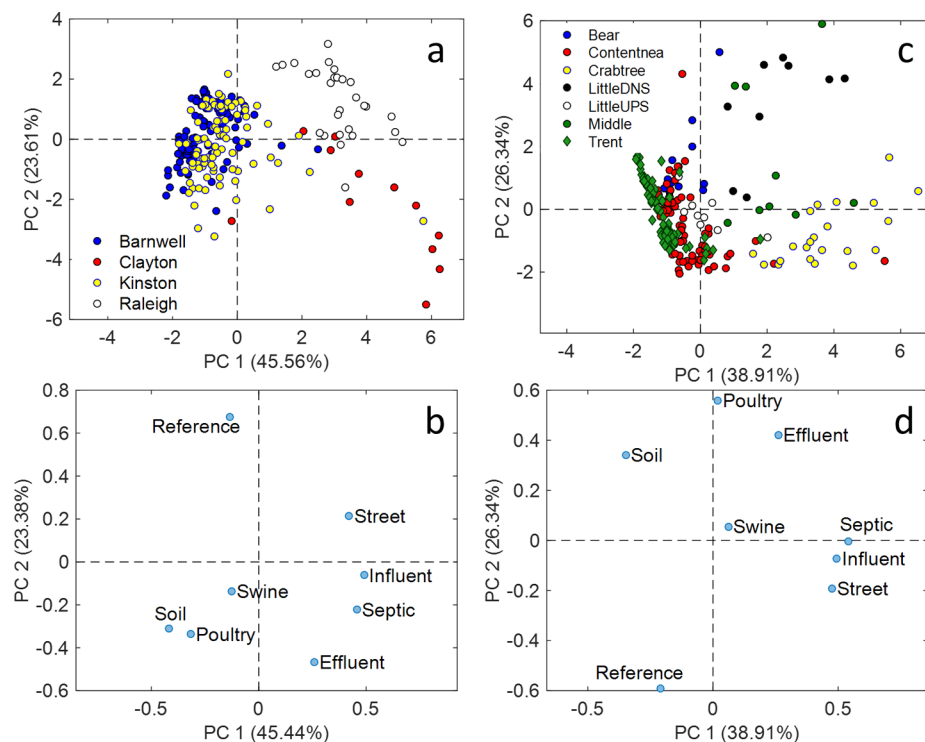 a
4
2
0
-2
-4
-6
PC 2 (23.61%)
Barnwell
Clayton
Kinston
Raleigh
-4
-2
0
2
4
6
PC 1 (45.56%)
c
6
4
2
0
-2
PC 2 (26.34%)
Bear
Contentnea
Crabtree
LittleDNS
LittleUPS
Middle
Trent
-4
-2
0
2
4
6
PC 1 (38.91%)
b
0.8
0.6
0.4
0.2
0
-0.2
-0.4
-0.6
PC 2 (23.38%)
Reference
Street
Influent
Swine
Septic
Soil
Poultry
Effluent
-0.5
0
0.5
PC 1 (45.44%)
d
0.6
0.4
0.2
0
-0.2
-0.4
-0.6
PC 2 (26.34%)
Poultry
Effluent
Soil
Swine
Septic
Influent
Street
Reference
-0.5
0
0.5
1
PC 1 (38.91%)